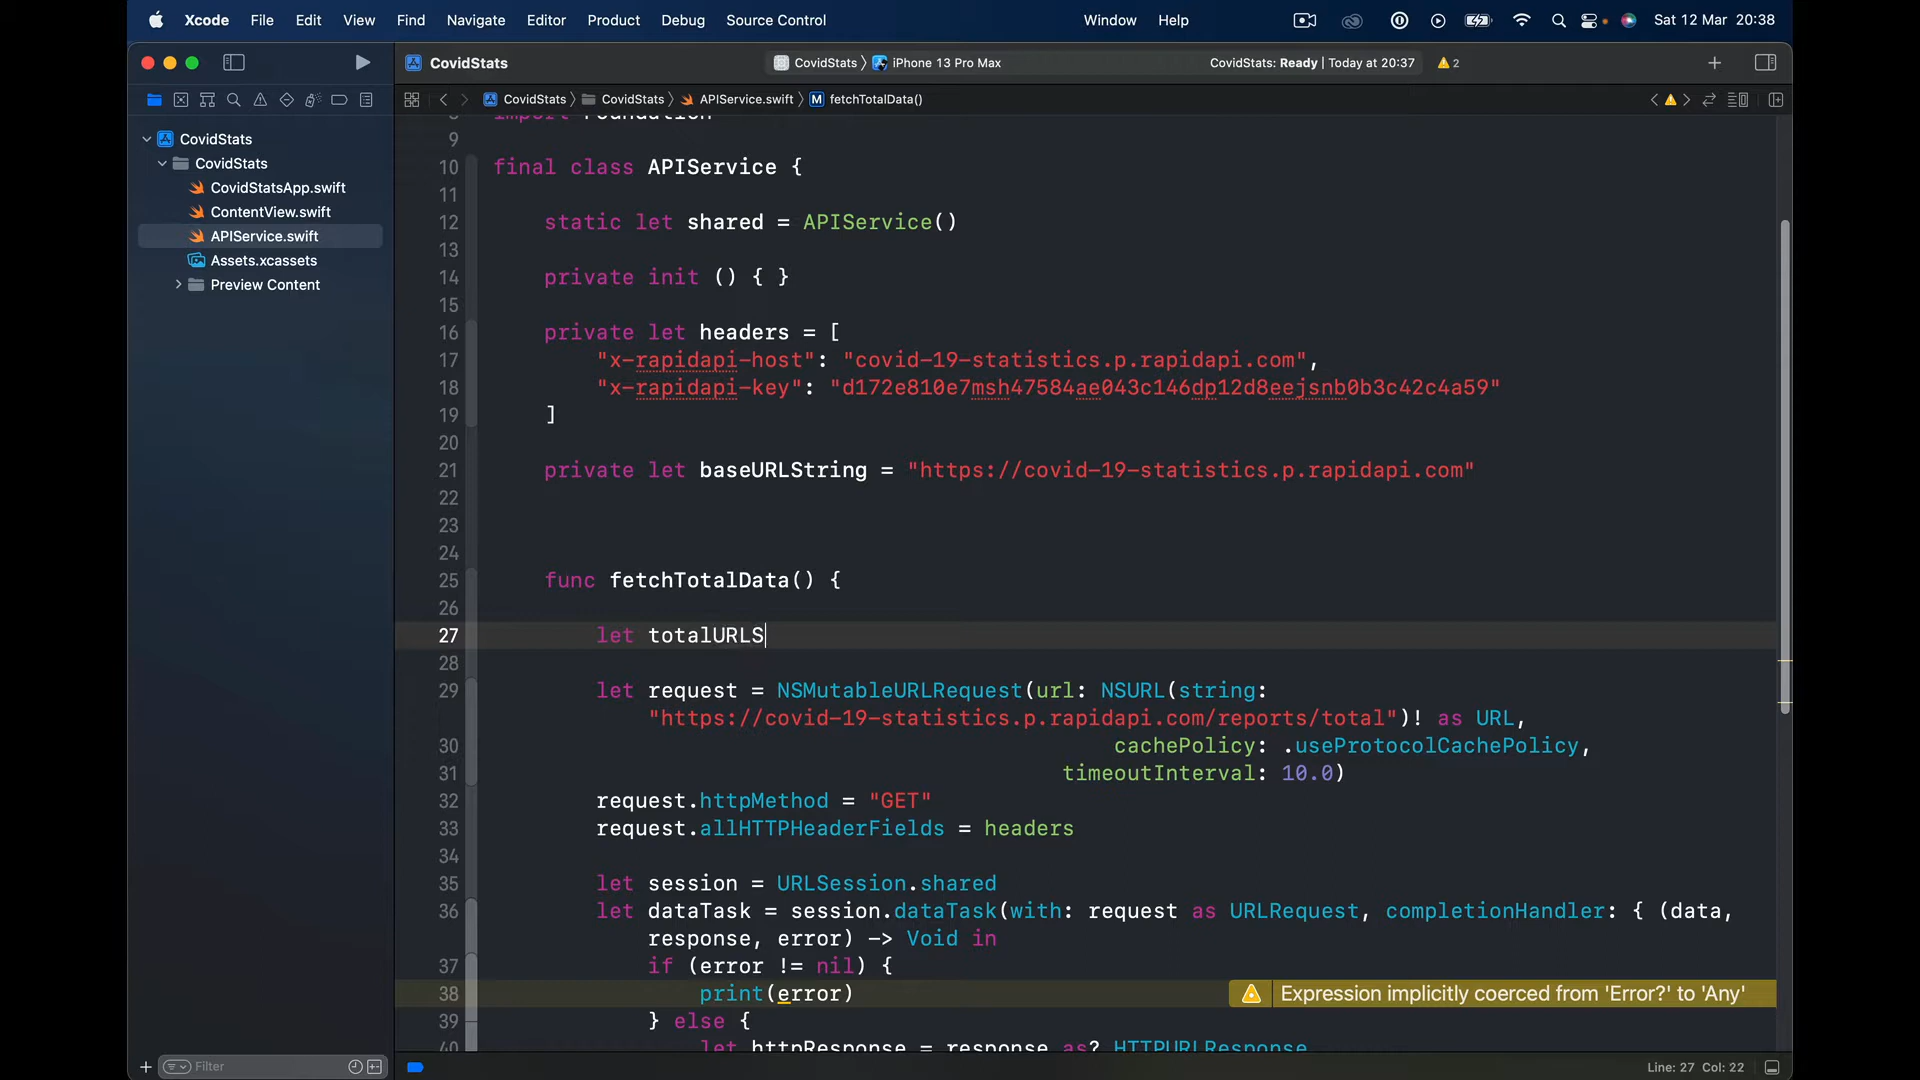 Xcode File Edit View Find Navigate Editor Product Debug Source Control Window Help Sat 12 Mar 20:38
CovidStats
CovidStats
iPhone 13 Pro Max
CovidStats: Ready | Today at 20:37
2
CovidStats
CovidStats
APIService.swift
M fetchTotalData()
CovidStats
CovidStats
CovidStatsApp.swift
ContentView.swift
APIService.swift
Assets.xcassets
Preview Content
8 import Foundation
9
10 final class APIService {
11
12 static let shared = APIService()
13
14 private init () { }
15
16 private let headers = [
17 "x-rapidapi-host": "covid-19-statistics.p.rapidapi.com",
18 "x-rapidapi-key": "d172e810e7msh47584ae043c146dp12d8eejsnb0b3c42c4a59"
19 ]
20
21 private let baseURLString = "https://covid-19-statistics.p.rapidapi.com"
22
23
24
25 func fetchTotalData() {
26
27 let totalURLS
28
29 let request = NSMutableURLRequest(url: NSURL(string:
"https://covid-19-statistics.p.rapidapi.com/reports/total")! as URL,
30 cachePolicy: .useProtocolCachePolicy,
31 timeoutInterval: 10.0)
32 request.httpMethod = "GET"
33 request.allHTTPHeaderFields = headers
34
35 let session = URLSession.shared
36 let dataTask = session.dataTask(with: request as URLRequest, completionHandler: { (data,
response, error) -> Void in
37 if (error != nil) {
38 print(error)
Expression implicitly coerced from 'Error?' to 'Any'
39 } else {
40 let httpResponse = response as? HTTPURLResponse
Filter
Line: 27 Col: 22